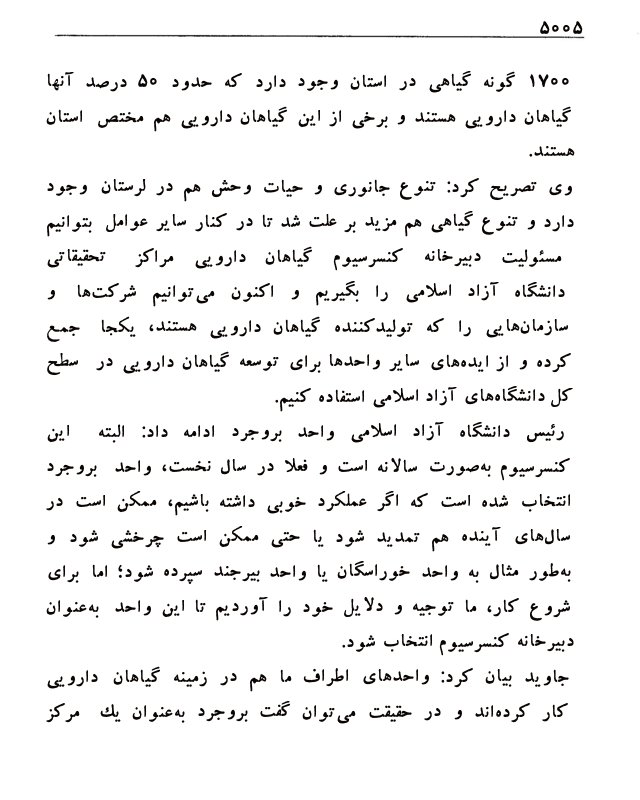 ۵۰۰۵
۱۷۰۰ گونه گیاهی در استان وجود دارد که حدود ۵۰ درصد آنها
گیاهان دارویی هستند و برخی از این گیاهان دارویی هم مختص استان
هستند.
وی تصریح کرد: تنوع جانوری و حیات وحش هم در لرستان وجود
دارد و تنوع گیاهی هم مزید بر علت شد تا در کنار سایر عوامل بتوانیم
مسئولیت دبیرخانه کنسرسیوم گیاهان دارویی مراکز تحقیقاتی
دانشگاه آزاد اسلامی را بگیریم و اکنون می‌توانیم شرکت‌ها و
سازمان‌هایی را که تولیدکننده گیاهان دارویی هستند، یکجا جمع
کرده و از ایده‌های سایر واحدها برای توسعه گیاهان دارویی در سطح
کل دانشگاه‌های آزاد اسلامی استفاده کنیم.
رئیس دانشگاه آزاد اسلامی واحد بروجرد ادامه داد: البته این
کنسرسیوم به‌صورت سالانه است و فعلا در سال نخست، واحد بروجرد
انتخاب شده است که اگر عملکرد خوبی داشته باشیم، ممکن است در
سال‌های آینده هم تمدید شود یا حتی ممکن است چرخشی شود و
به‌طور مثال به واحد خوراسگان یا واحد بیرجند سپرده شود؛ اما برای
شروع کار، ما توجیه و دلایل خود را آوردیم تا این واحد به‌عنوان
دبیرخانه کنسرسیوم انتخاب شود.
جاوید بیان کرد: واحدهای اطراف ما هم در زمینه گیاهان دارویی
کار کرده‌اند و در حقیقت می‌توان گفت بروجرد به‌عنوان یك مرکز